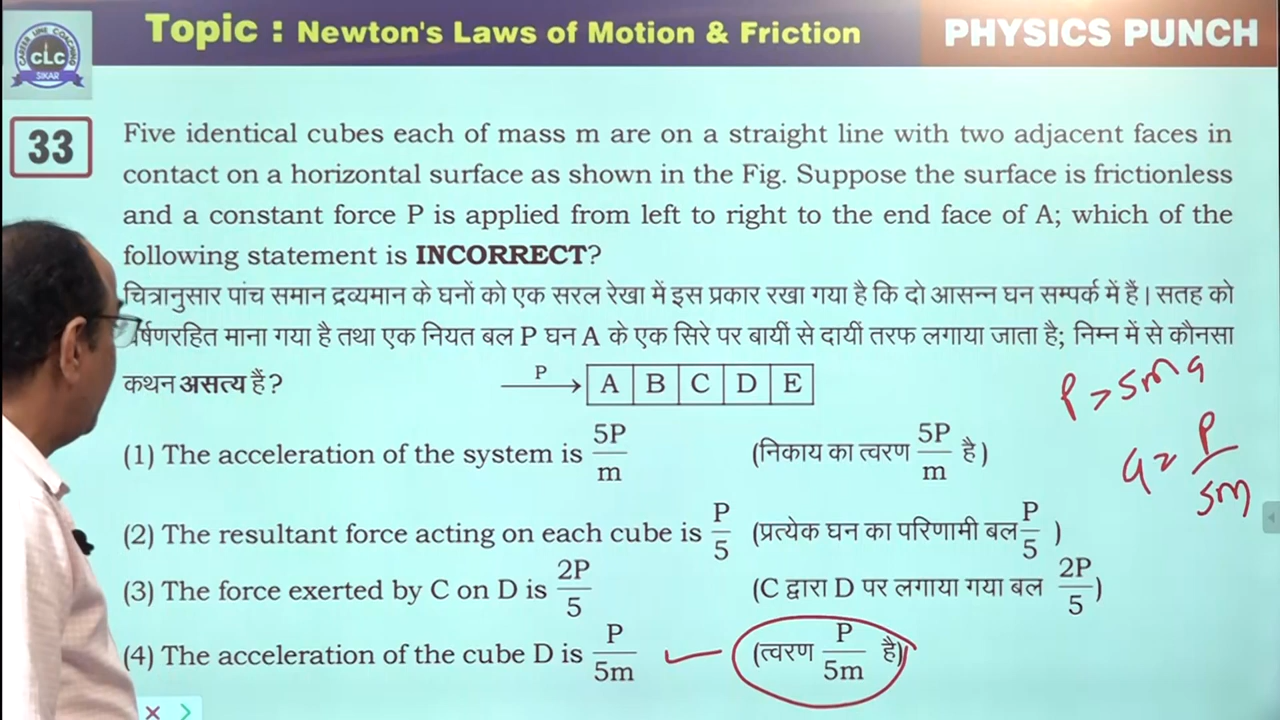 Topic : Newton's Laws of Motion & Friction
PHYSICS PUNCH
CAREER LINE COACHING
CLC
SIKAR
33
Five identical cubes each of mass m are on a straight line with two adjacent faces in
contact on a horizontal surface as shown in the Fig. Suppose the surface is frictionless
and a constant force P is applied from left to right to the end face of A; which of the
following statement is INCORRECT?
चित्रानुसार पांच समान द्रव्यमान के घनों को एक सरल रेखा में इस प्रकार रखा गया है कि दो आसन्न घन सम्पर्क में है। सतह को
र्षणरहित माना गया है तथा एक नियत बल P घन A के एक सिरे पर बायीं से दायीं तरफ लगाया जाता है; निम्न में से कौनसा
कथन असत्य हैं?
P
A B C D E
P = 5ma
a = P/5m
(1) The acceleration of the system is 5P/m (निकाय का त्वरण 5P/m है)
(2) The resultant force acting on each cube is P/5 (प्रत्येक घन का परिणामी बल P/5 )
(3) The force exerted by C on D is 2P/5 (C द्वारा D पर लगाया गया बल 2P/5)
(4) The acceleration of the cube D is P/5m (त्वरण P/5m है)